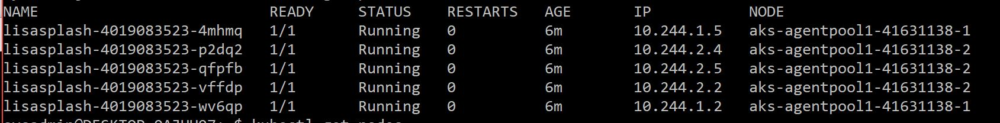 NAME READY STATUS RESTARTS AGE IP NODE
lisasplash-4019083523-4mhmq 1/1 Running 0 6m 10.244.1.5 aks-agentpool1-41631138-1
lisasplash-4019083523-p2dq2 1/1 Running 0 6m 10.244.2.4 aks-agentpool1-41631138-2
lisasplash-4019083523-qfpfb 1/1 Running 0 6m 10.244.2.5 aks-agentpool1-41631138-2
lisasplash-4019083523-vffdp 1/1 Running 0 6m 10.244.2.2 aks-agentpool1-41631138-2
lisasplash-4019083523-wv6qp 1/1 Running 0 6m 10.244.1.2 aks-agentpool1-41631138-1
$ kubectl get nodes